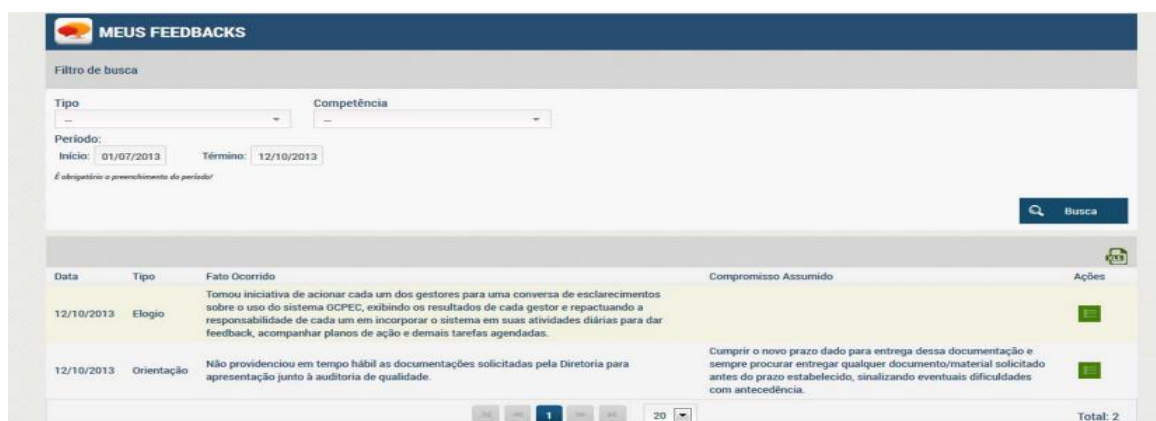 MEUS FEEDBACKS
Filtro de busca
Tipo
Competência
--
--
Período:
Início: 01/07/2013 Término: 12/10/2013
É obrigatório o preenchimento do período!
Busca
Data Tipo Fato Ocorrido Compromisso Assumido Ações
12/10/2013 Elogio
Tomou iniciativa de acionar cada um dos gestores para uma conversa de esclarecimentos
sobre o uso do sistema GCPEC, exibindo os resultados de cada gestor e repactuando a
responsabilidade de cada um em incorporar o sistema em suas atividades diárias para dar
feedback, acompanhar planos de ação e demais tarefas agendadas.
12/10/2013 Orientação
Não providenciou em tempo hábil as documentações solicitadas pela Diretoria para
apresentação junto à auditoria de qualidade.
Cumprir o novo prazo dado para entrega dessa documentação e
sempre procurar entregar qualquer documento/material solicitado
antes do prazo estabelecido, sinalizando eventuais dificuldades
com antecedência.
1 20 Total: 2